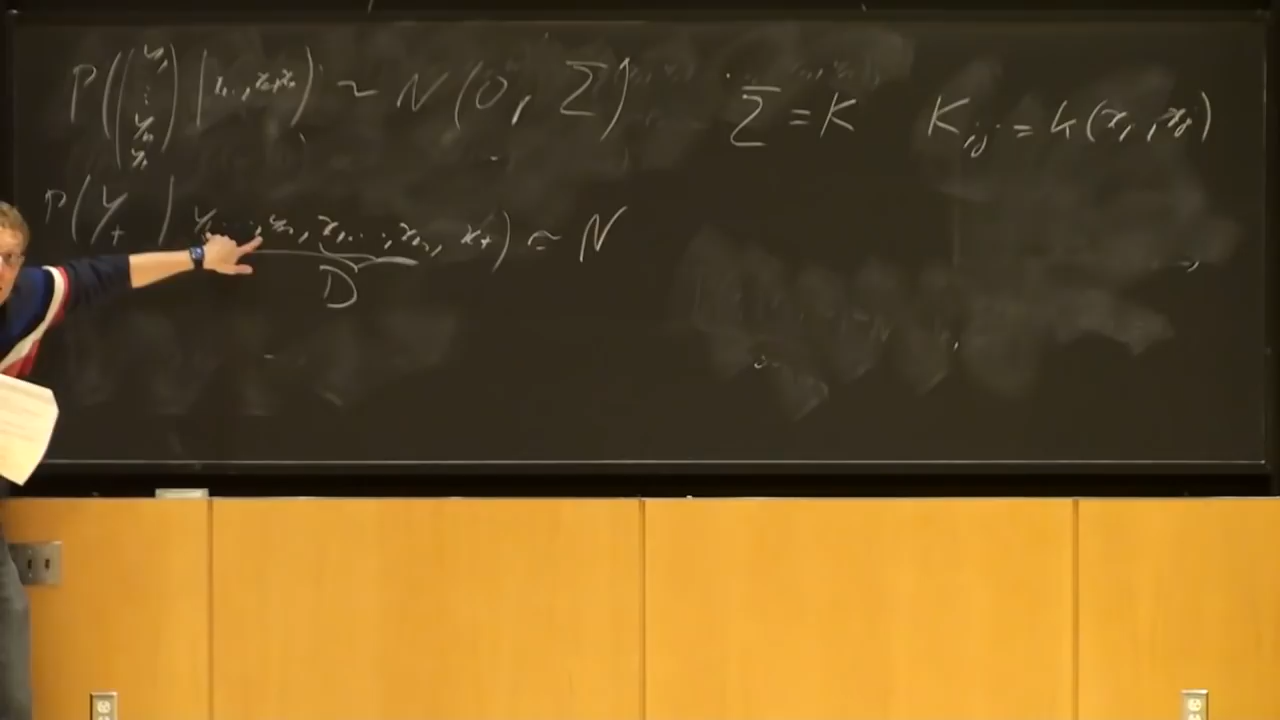 P((y₁ ⋮ yₙ yₜ) | x₁..., xₙ, xₜ) ~ N(0, Σ) Σ = K Kᵢⱼ = k(xᵢ, xⱼ)
P(yₜ | y₁..., yₙ, x₁, ..., xₙ, xₜ) ~ N
D